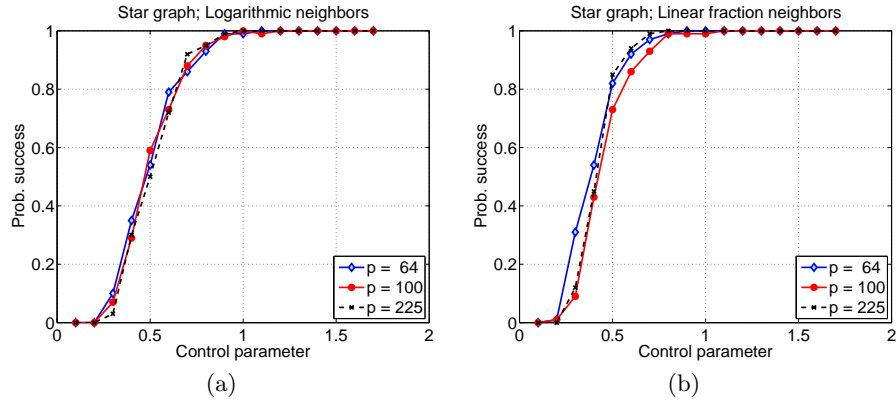 Star graph; Logarithmic neighbors
1
0.8
0.6
0.4
0.2
0
Prob. success
0
0.5
1
1.5
2
Control parameter
p = 64
p = 100
p = 225
(a)
Star graph; Linear fraction neighbors
1
0.8
0.6
0.4
0.2
0
Prob. success
0
0.5
1
1.5
2
Control parameter
p = 64
p = 100
p = 225
(b)